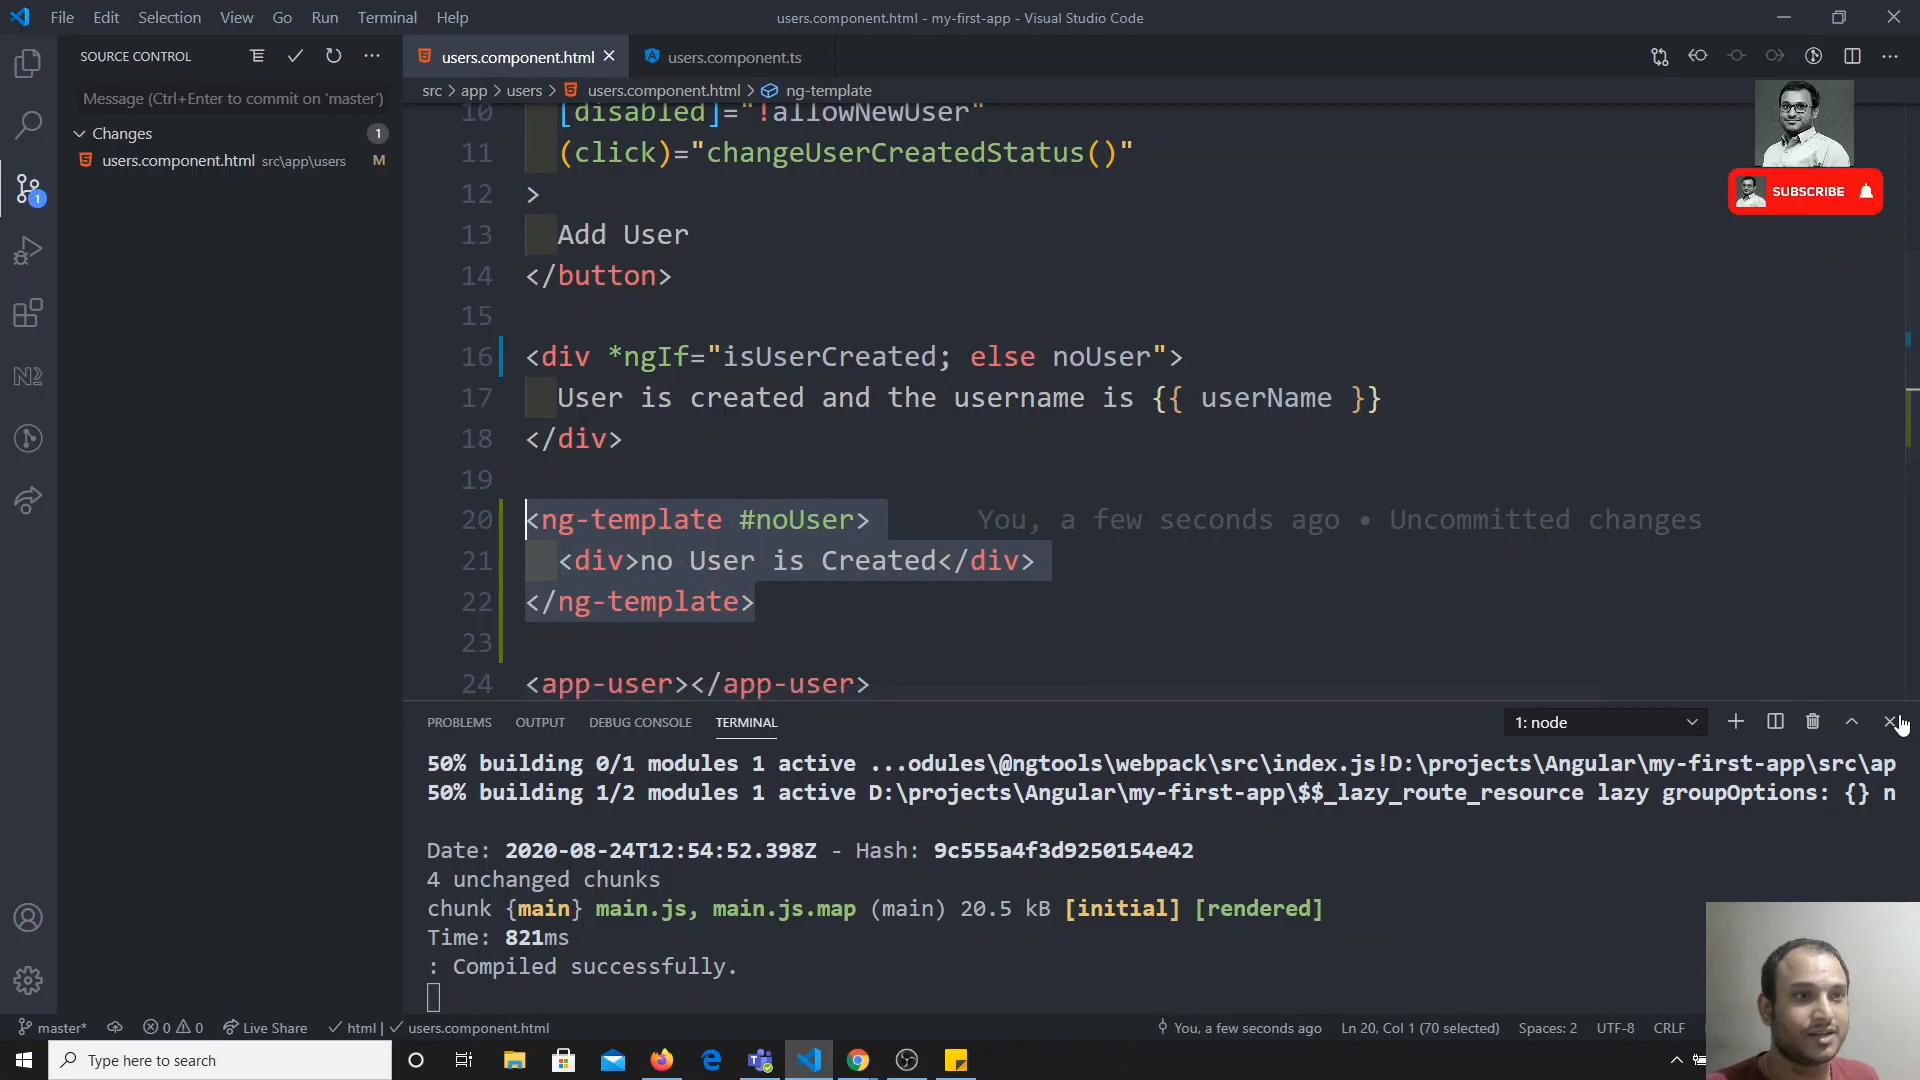 File Edit Selection View Go Run Terminal Help
users.component.html - my-first-app - Visual Studio Code
SOURCE CONTROL
Message (Ctrl+Enter to commit on 'master')
Changes 1
users.component.html src\app\users M
1
users.component.html
users.component.ts
src > app > users > users.component.html > ng-template
10 [disabled]="!allowNewUser"
11 (click)="changeUserCreatedStatus()"
12 >
13 Add User
14 </button>
15
16 <div *ngIf="isUserCreated; else noUser">
17 User is created and the username is {{ userName }}
18 </div>
19
20 <ng-template #noUser> You, a few seconds ago • Uncommitted changes
21 <div>no User is Created</div>
22 </ng-template>
23
24 <app-user></app-user>
SUBSCRIBE
PROBLEMS OUTPUT DEBUG CONSOLE TERMINAL
1: node
50% building 0/1 modules 1 active ...odules\@ngtools\webpack\src\index.js!D:\projects\Angular\my-first-app\src\ap
50% building 1/2 modules 1 active D:\projects\Angular\my-first-app\$$_lazy_route_resource lazy groupOptions: {} n
Date: 2020-08-24T12:54:52.398Z - Hash: 9c555a4f3d9250154e42
4 unchanged chunks
chunk {main} main.js, main.js.map (main) 20.5 kB [initial] [rendered]
Time: 821ms
: Compiled successfully.
master* 0 0 Live Share html | users.component.html
You, a few seconds ago Ln 20, Col 1 (70 selected) Spaces: 2 UTF-8 CRLF
Type here to search